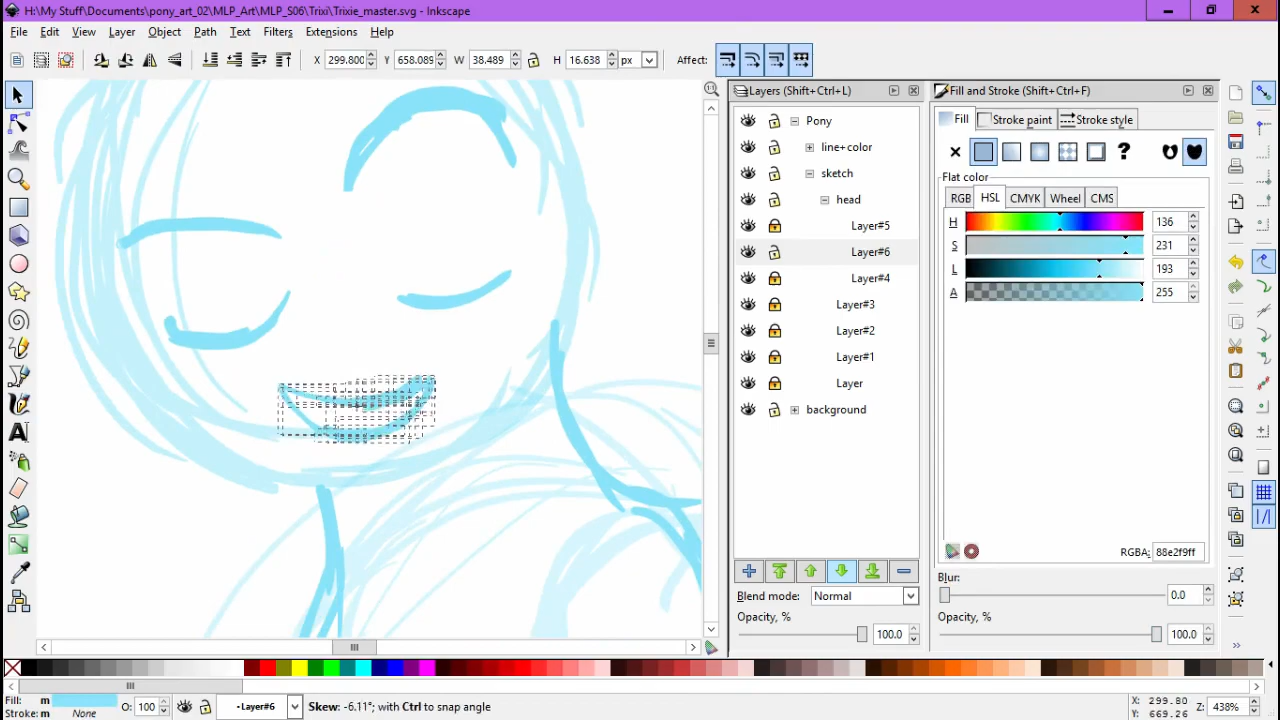 H:\My Stuff\Documents\pony_art_02\MLP_Art\MLP_S06\Trixi\Trixie_master.svg - Inkscape
File Edit View Layer Object Path Text Filters Extensions Help
X 299.800 Y 658.089 W 38.489 H 16.638 px Affect:
Layers (Shift+Ctrl+L)
Fill and Stroke (Shift+Ctrl+F)
Pony
line+color
sketch
head
Layer#5
Layer#6
Layer#4
Layer#3
Layer#2
Layer#1
Layer
background
Fill Stroke paint Stroke style
Flat color
RGB HSL CMYK Wheel CMS
H 136
S 231
L 193
A 255
RGBA: 88e2f9ff
Blur:
0.0
Blend mode: Normal
Opacity, %
100.0
Opacity, %
100.0
Fill: m
Stroke: m None
O: 100
-Layer#6
Skew: -6.11°; with Ctrl to snap angle
X: 299.80
Y: 669.26
Z: 438%